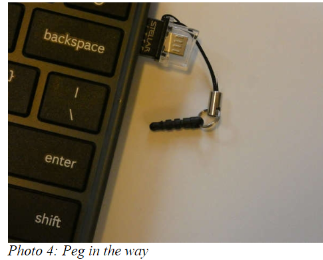 backspace
}
|
\
enter
shift
Photo 4: Peg in the way